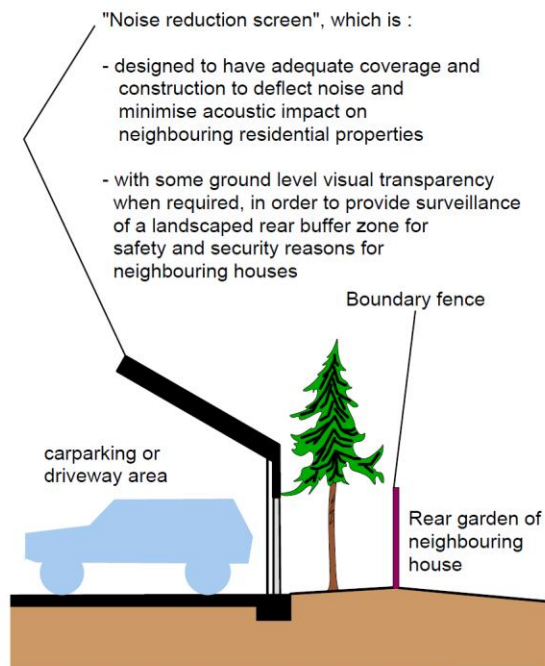 "Noise reduction screen", which is :
- designed to have adequate coverage and
construction to deflect noise and
minimise acoustic impact on
neighbouring residential properties
- with some ground level visual transparency
when required, in order to provide surveillance
of a landscaped rear buffer zone for
safety and security reasons for
neighbouring houses
Boundary fence
carparking or
driveway area
Rear garden of
neighbouring
house